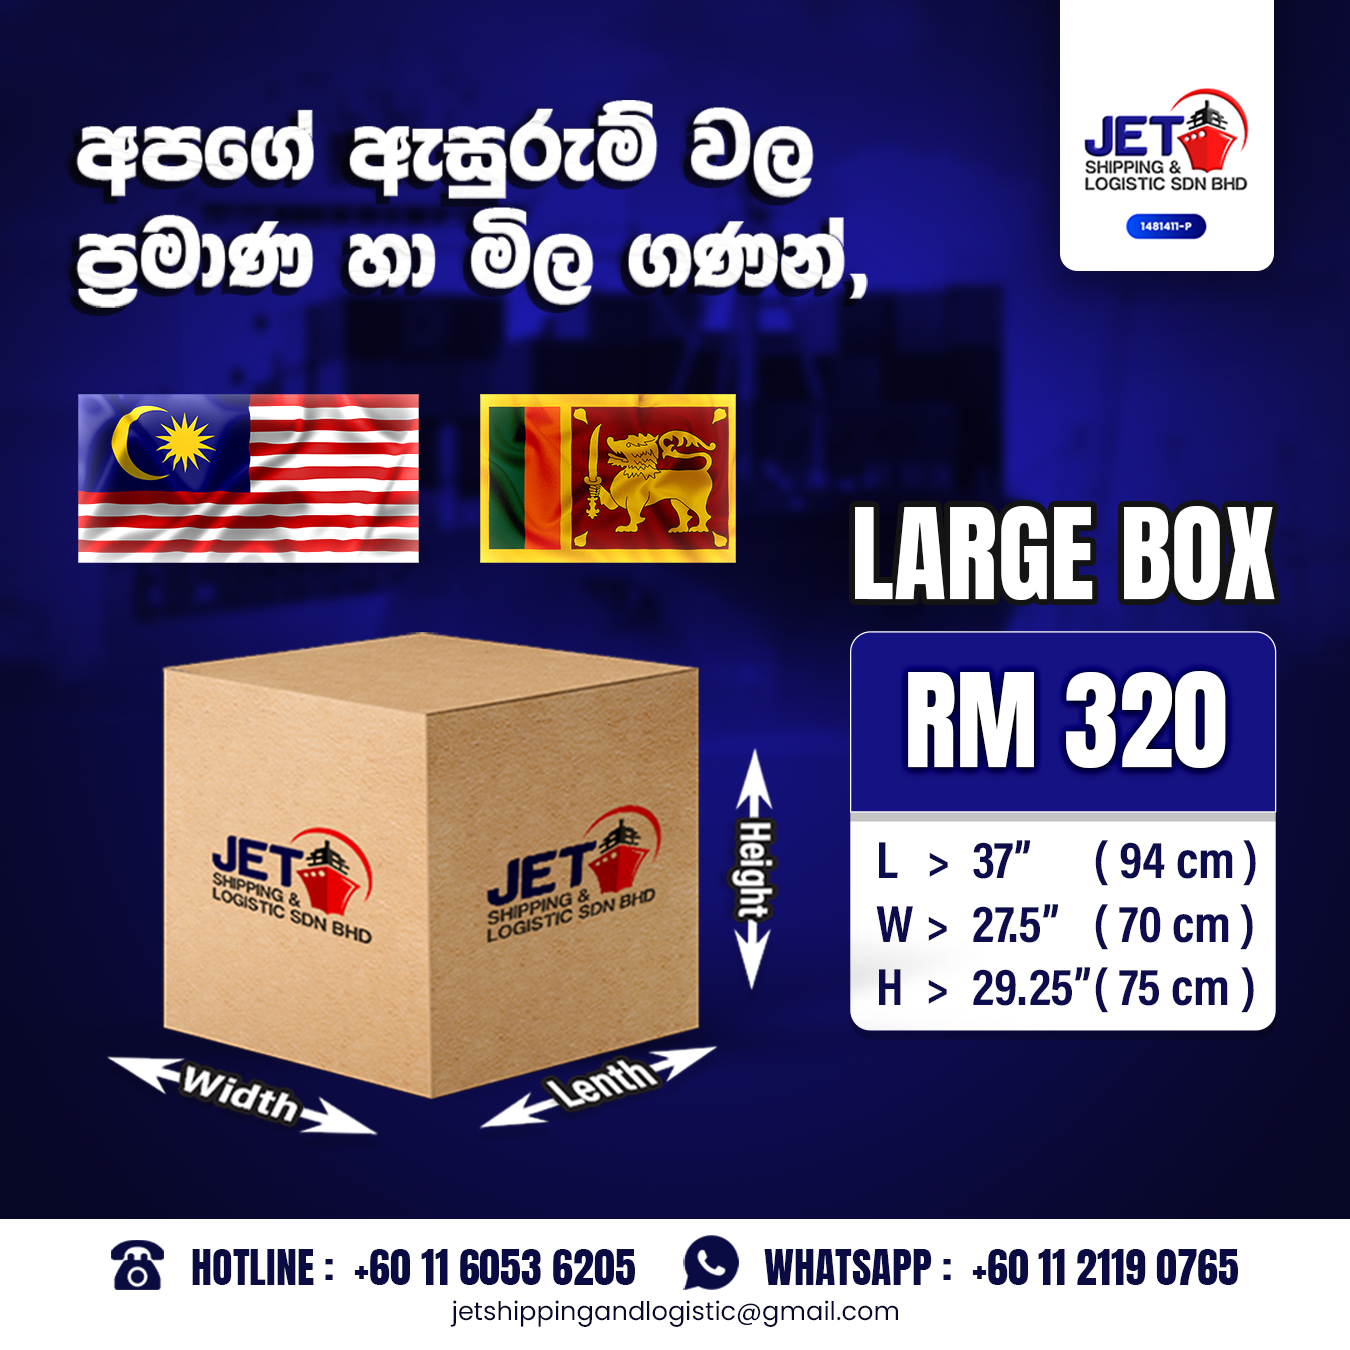 අපගේ ඇසුරුම් වල
ප්‍රමාණ හා මිල ගණන්,
JET
SHIPPING &
LOGISTIC SDN BHD
1481411-P
LARGE BOX
RM 320
L > 37” ( 94 cm )
W > 27.5” ( 70 cm )
H > 29.25” ( 75 cm )
JET
SHIPPING &
LOGISTIC SDN BHD
JET
SHIPPING &
LOGISTIC SDN BHD
Height
Width
Lenth
HOTLINE : +60 11 6053 6205
WHATSAPP : +60 11 2119 0765
jetshippingandlogistic@gmail.com